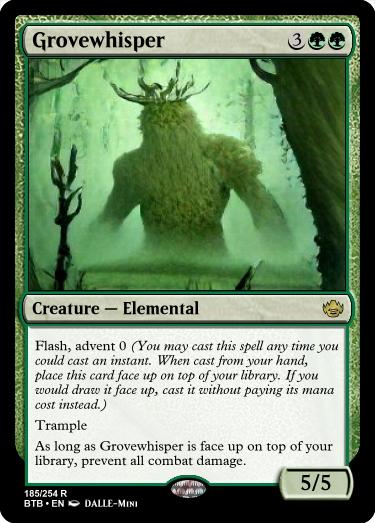 Grovewhisper 3
Creature — Elemental
Flash, advent 0 (You may cast this spell any time you
could cast an instant. When cast from your hand,
place this card face up on top of your library. If you
would draw it face up, cast it without paying its mana
cost instead.)
Trample
As long as Grovewhisper is face up on top of your
library, prevent all combat damage.
5/5
185/254 R
BTB • EN DALLE-Mini